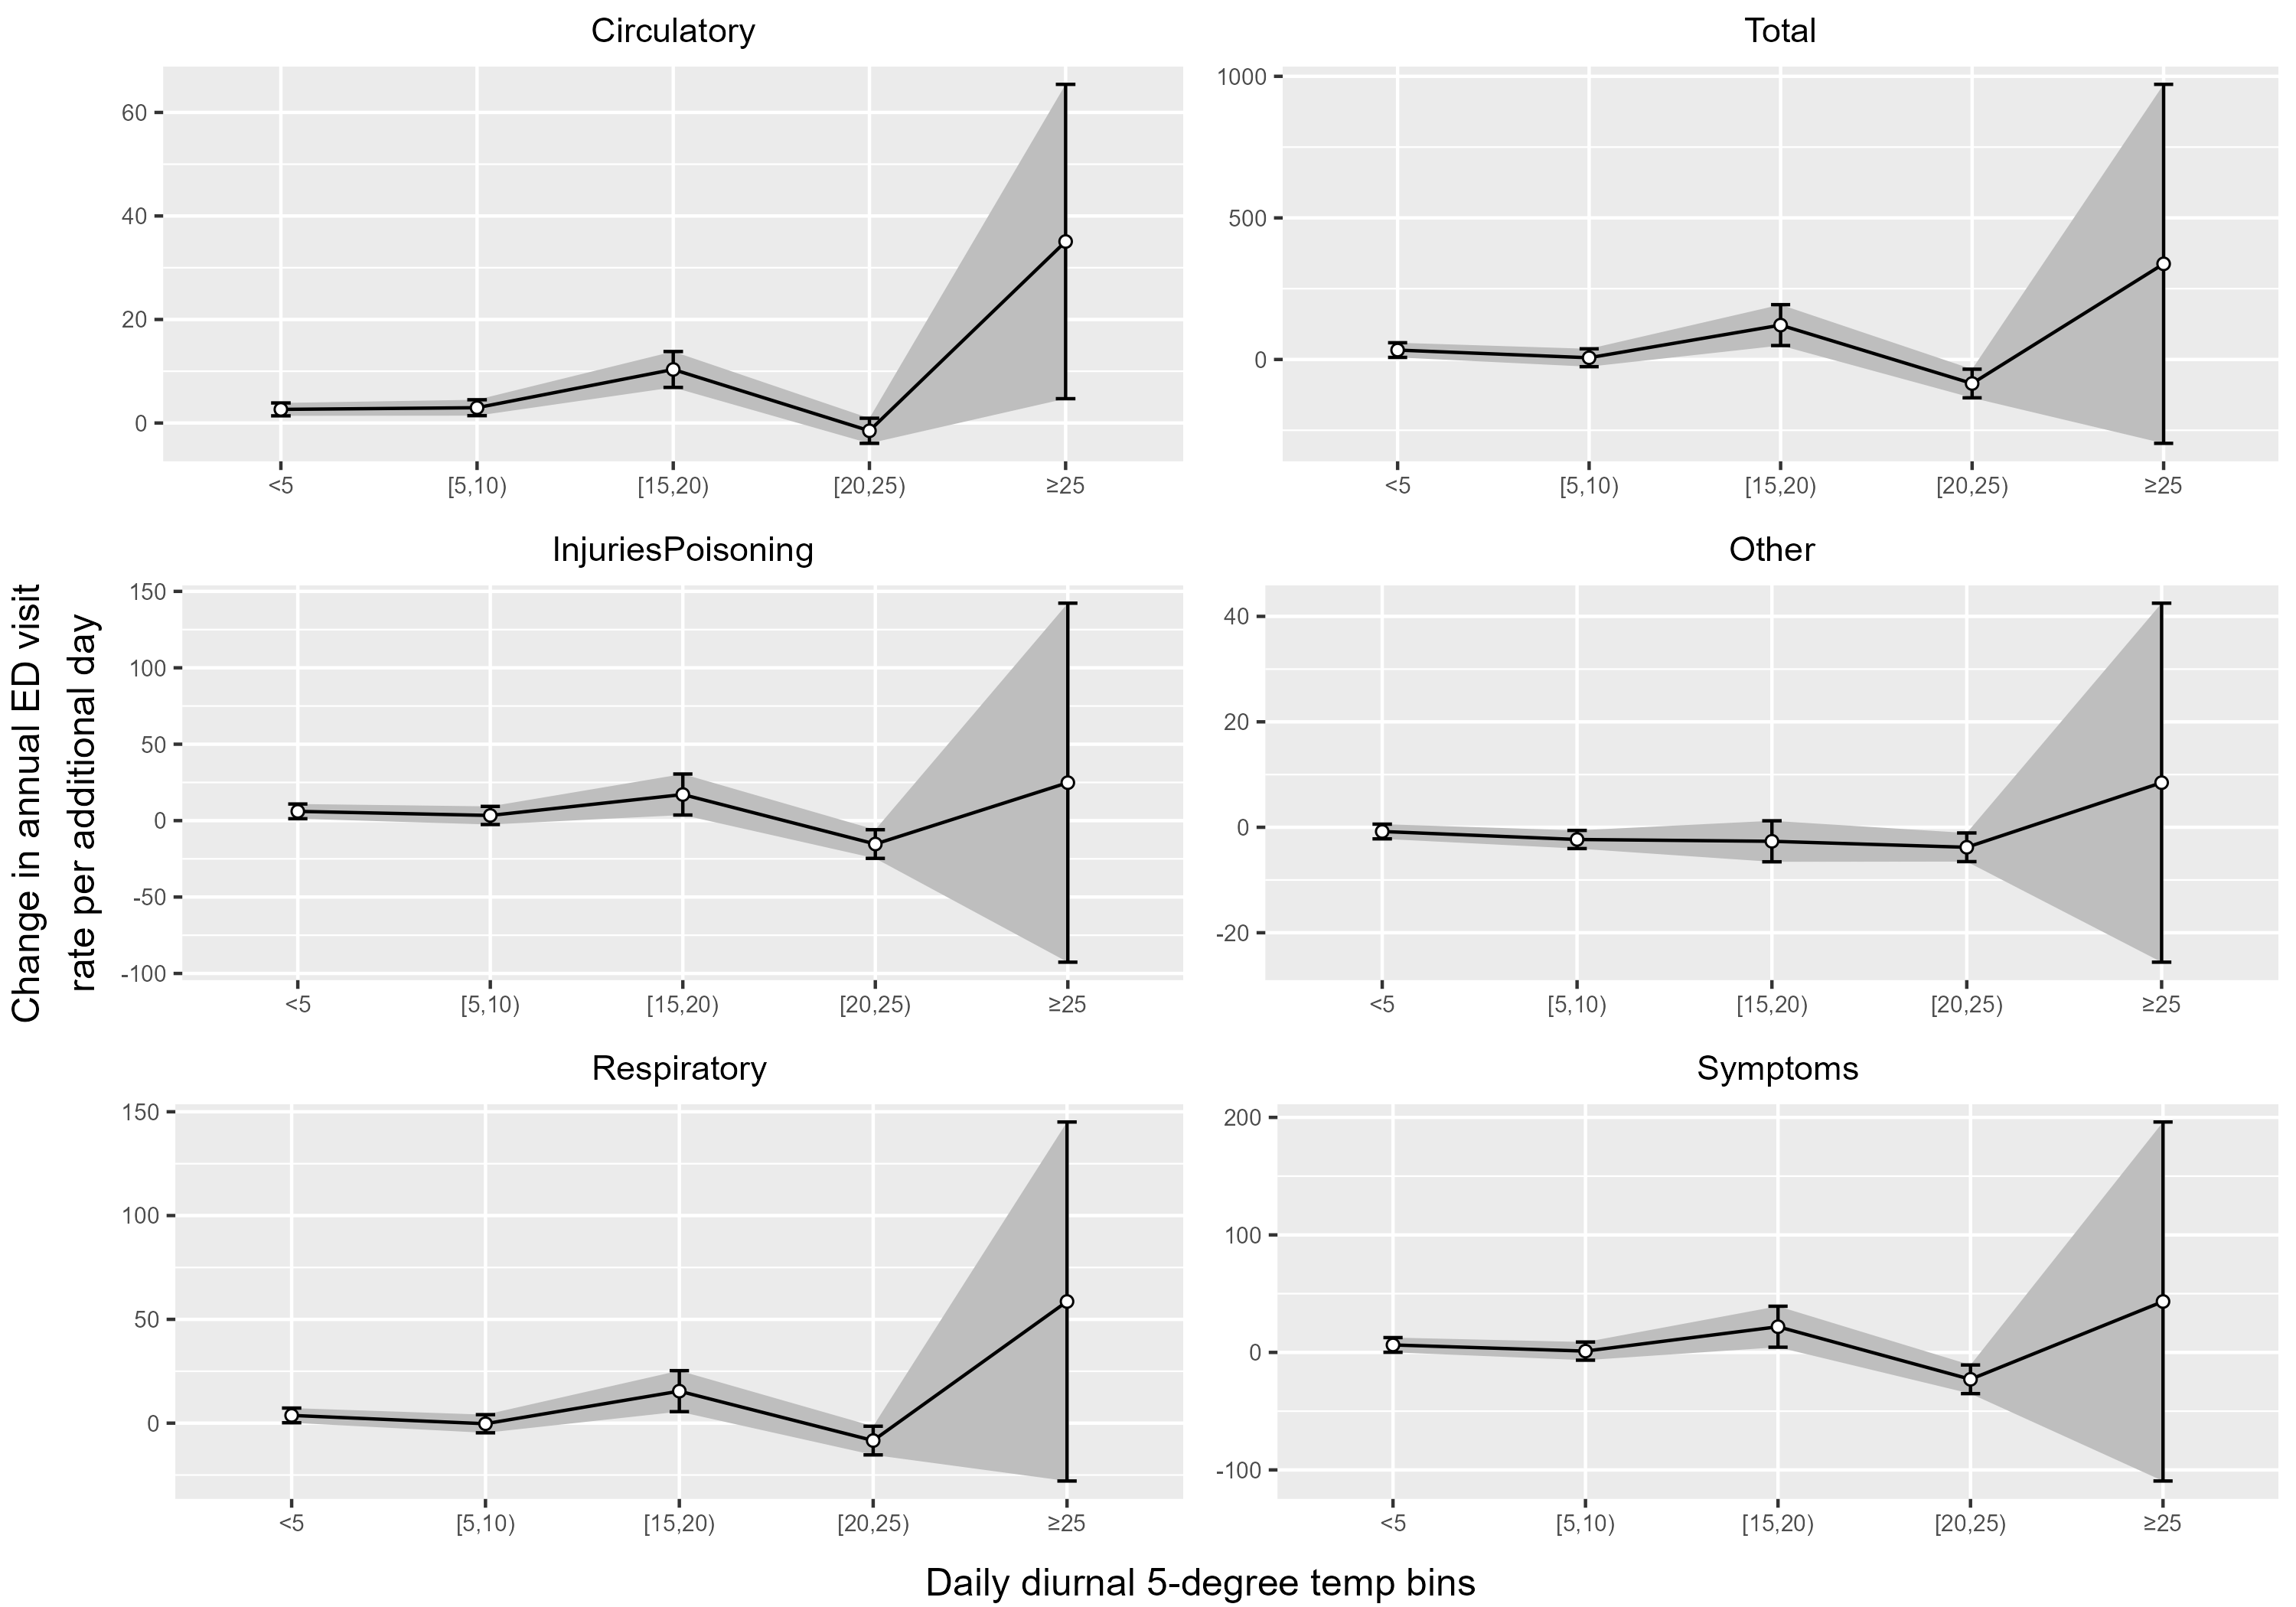 Circulatory
60
40
20
0
<5 [5,10) [15,20) [20,25) ≥25
Total
1000
500
0
<5 [5,10) [15,20) [20,25) ≥25
Change in annual ED visit
rate per additional day
InjuriesPoisoning
150
100
50
0
-50
-100
<5 [5,10) [15,20) [20,25) ≥25
Other
40
20
0
-20
<5 [5,10) [15,20) [20,25) ≥25
Respiratory
150
100
50
0
<5 [5,10) [15,20) [20,25) ≥25
Symptoms
200
100
0
-100
<5 [5,10) [15,20) [20,25) ≥25
Daily diurnal 5-degree temp bins